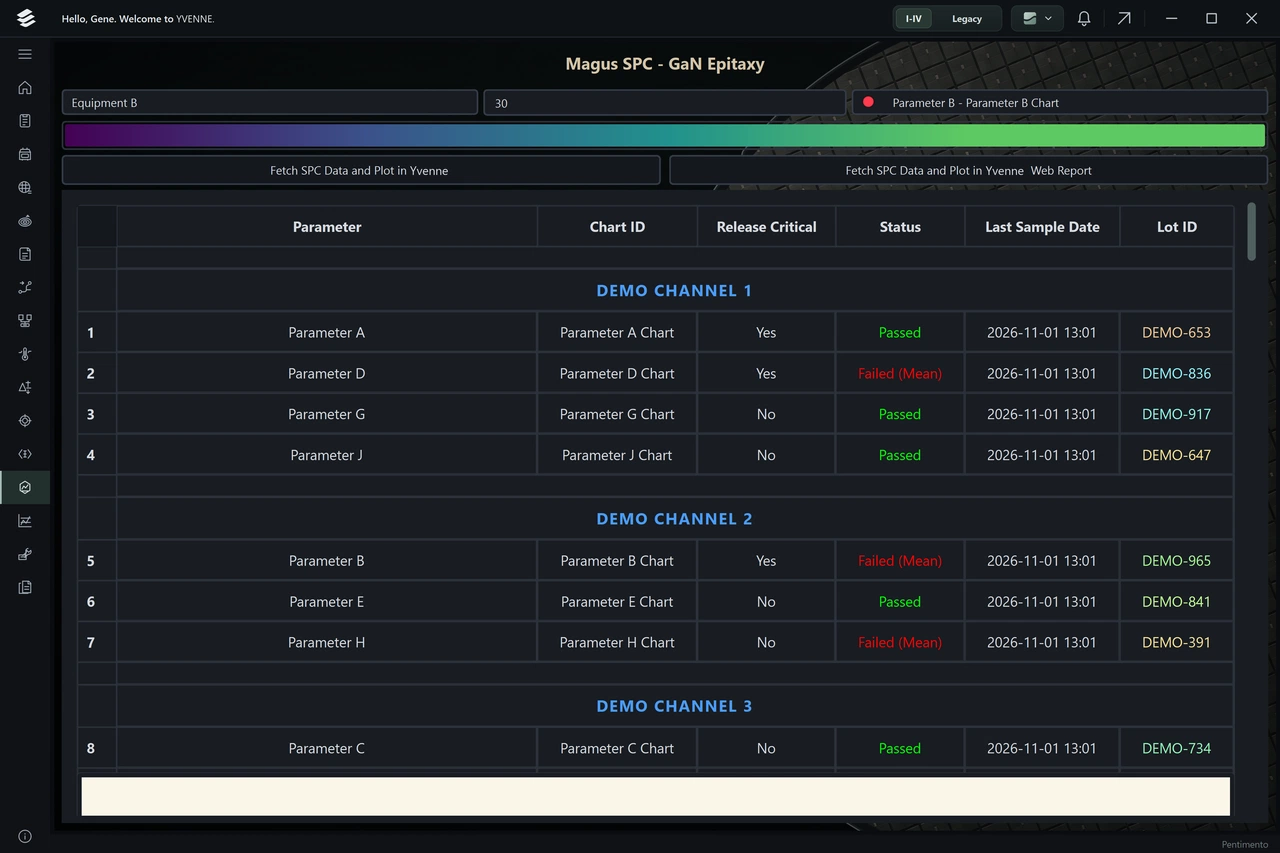 Hello, Gene. Welcome to YVENNE.
I-IV Legacy
Magus SPC - GaN Epitaxy
Equipment B 30 Parameter B - Parameter B Chart
Fetch SPC Data and Plot in Yvenne Fetch SPC Data and Plot in Yvenne Web Report
Parameter Chart ID Release Critical Status Last Sample Date Lot ID
DEMO CHANNEL 1
1 Parameter A Parameter A Chart Yes Passed 2026-11-01 13:01 DEMO-653
2 Parameter D Parameter D Chart Yes Failed (Mean) 2026-11-01 13:01 DEMO-836
3 Parameter G Parameter G Chart No Passed 2026-11-01 13:01 DEMO-917
4 Parameter J Parameter J Chart No Passed 2026-11-01 13:01 DEMO-647
DEMO CHANNEL 2
5 Parameter B Parameter B Chart Yes Failed (Mean) 2026-11-01 13:01 DEMO-965
6 Parameter E Parameter E Chart No Passed 2026-11-01 13:01 DEMO-841
7 Parameter H Parameter H Chart No Failed (Mean) 2026-11-01 13:01 DEMO-391
DEMO CHANNEL 3
8 Parameter C Parameter C Chart No Passed 2026-11-01 13:01 DEMO-734
Pentimento